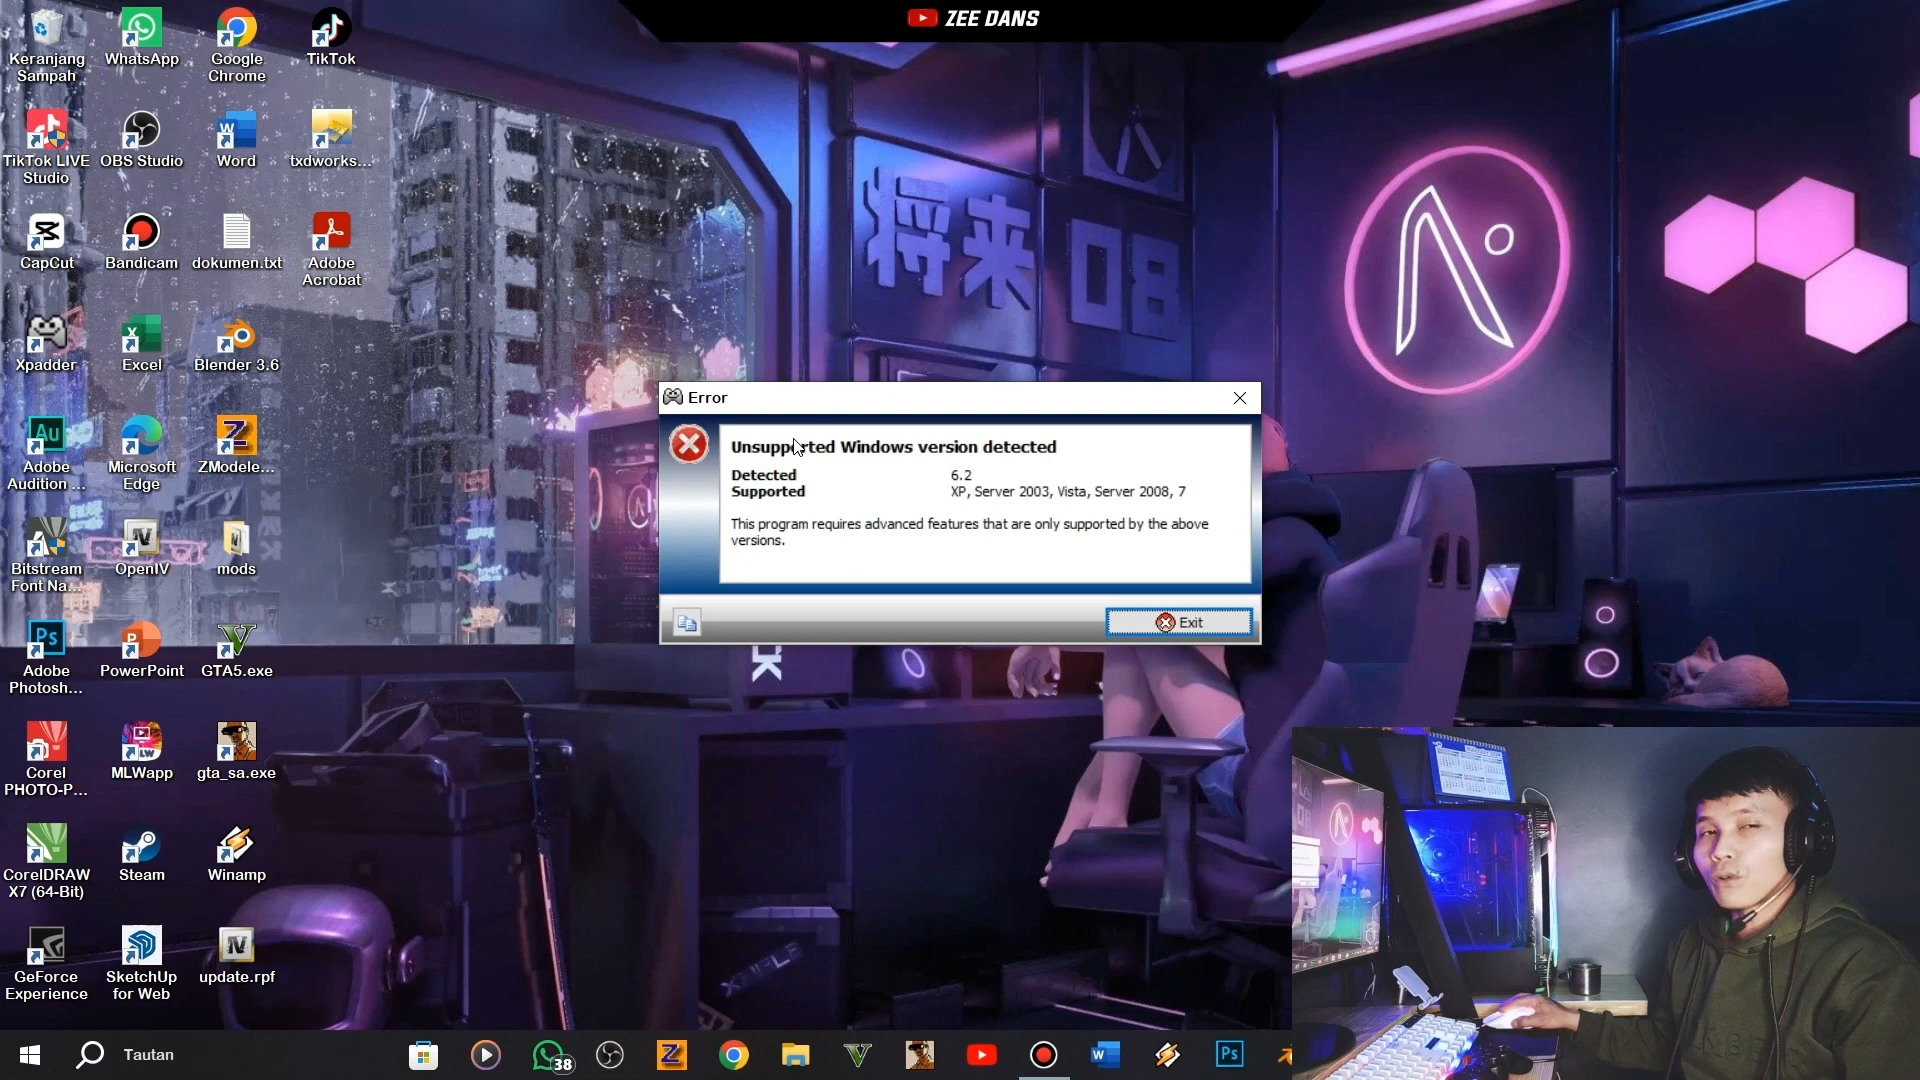 ZEE DANS
Keranjang
Sampah
WhatsApp
Google
Chrome
TikTok
TikTok LIVE
Studio
OBS Studio
Word
txdworks...
CapCut
Bandicam
dokumen.txt
Adobe
Acrobat
Xpadder
Excel
Blender 3.6
Adobe
Audition ...
Microsoft
Edge
ZModele...
Bitstream
Font Na...
OpenIV
mods
Adobe
Photosh...
PowerPoint
GTA5.exe
Corel
PHOTO-P...
MLWapp
gta_sa.exe
CorelDRAW
X7 (64-Bit)
Steam
Winamp
GeForce
Experience
SketchUp
for Web
update.rpf
将来 08
Error
Unsupported Windows version detected
Detected 6.2
Supported XP, Server 2003, Vista, Server 2008, 7
This program requires advanced features that are only supported by the above
versions.
Exit
Tautan
38